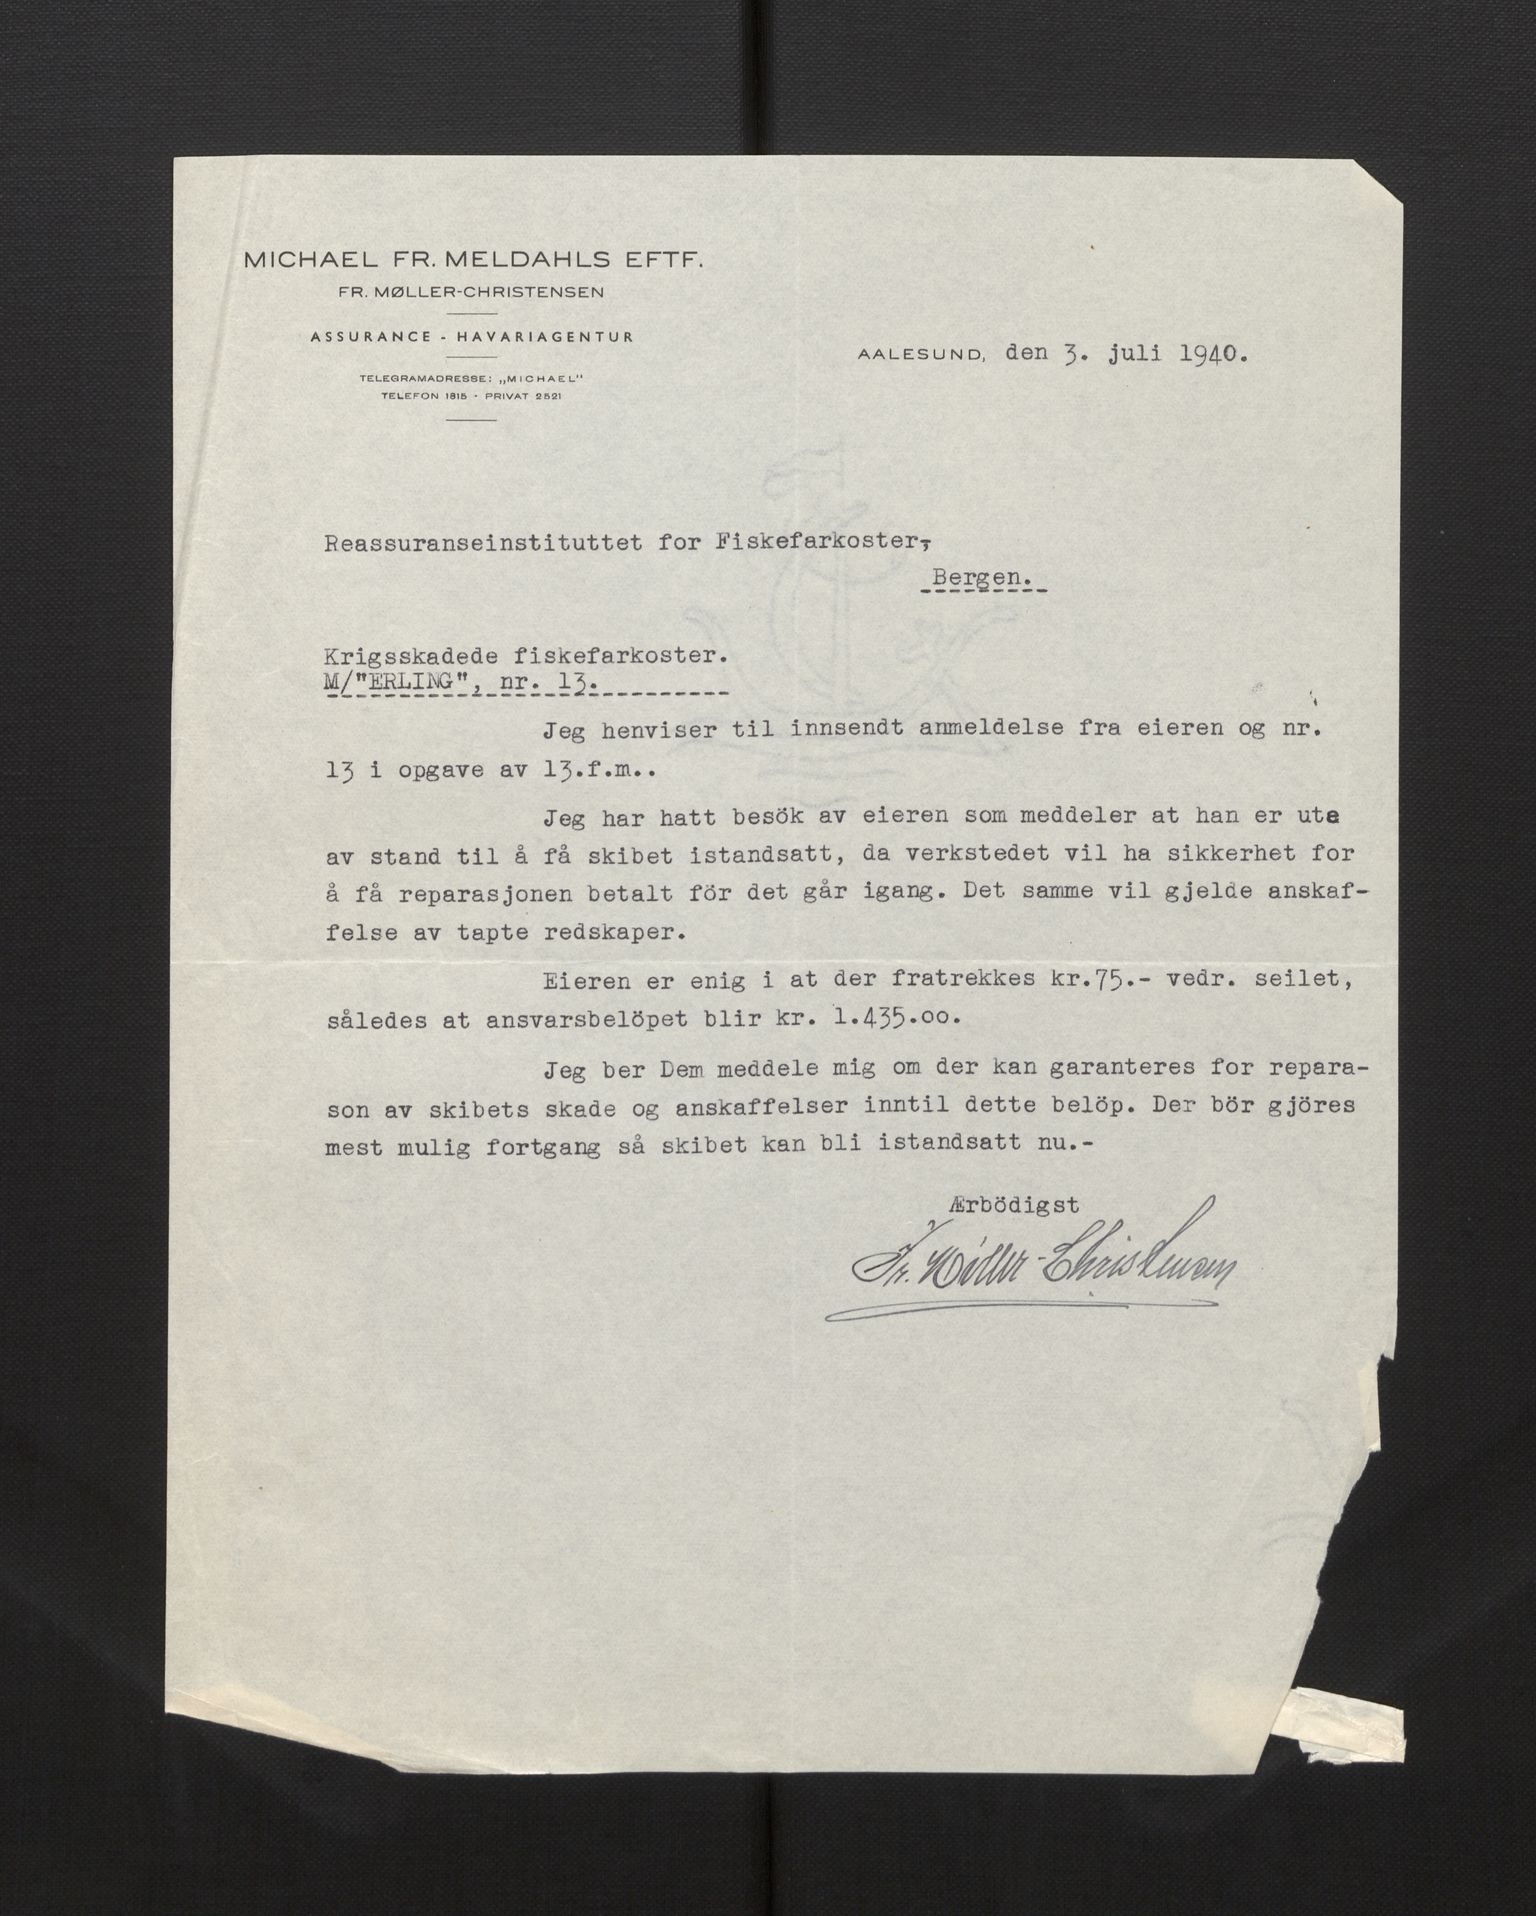 MICHAEL FR. MELDAHLS EFTF.
FR. MØLLER-CHRISTENSEN
ASSURANCE - HAVARIAGENTUR
TELEGRAMADRESSE: „MICHAEL"
TELEFON 1815 - PRIVAT 2521
AALESUND, den 3. juli 1940.
Reassuranseinstituttet for Fiskefarkoster,
Bergen.
Krigsskadede fiskefarkoster.
M/"ERLING", nr. 13.
Jeg henviser til innsendt anmeldelse fra eieren og nr.
13 i opgave av 13.f.m..
Jeg har hatt besök av eieren som meddeler at han er ute
av stand til å få skibet istandsatt, da verkstedet vil ha sikkerhet for
å få reparasjonen betalt för det går igang. Det samme vil gjelde anskaf-
felse av tapte redskaper.
Eieren er enig i at der fratrekkes kr.75.- vedr. seilet,
således at ansvarsbelöpet blir kr. 1.435.oo.
Jeg ber Dem meddele mig om der kan garanteres for repara-
son av skibets skade og anskaffelser inntil dette belöp. Der bör gjöres
mest mulig fortgang så skibet kan bli istandsatt nu.-
Ærbödigst
Fr. Möller-Christensen